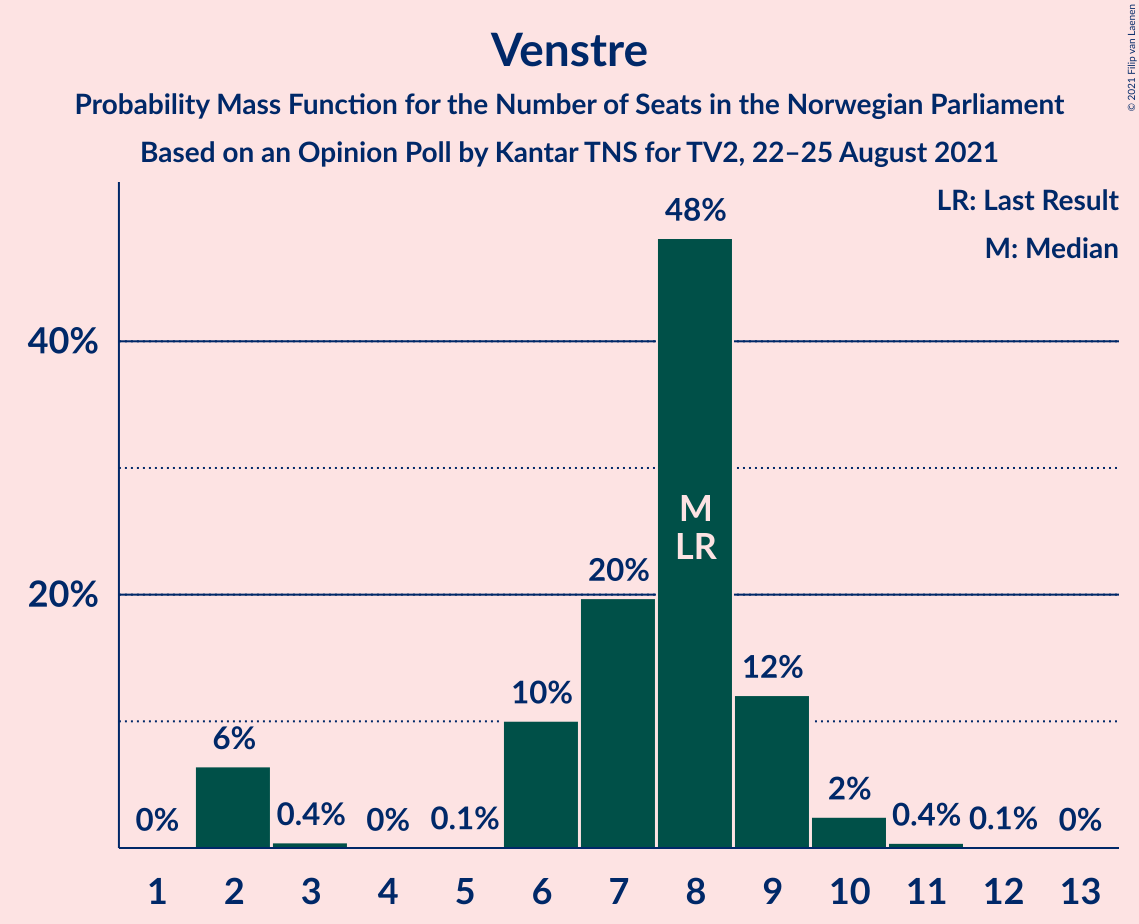 Venstre
Probability Mass Function for the Number of Seats in the Norwegian Parliament
Based on an Opinion Poll by Kantar TNS for TV2, 22–25 August 2021
© 2021 Filip van Laenen
LR: Last Result
M: Median
40%
20%
0%
6%
0.4%
0%
0.1%
10%
20%
48%
M
LR
12%
2%
0.4%
0.1%
0%
1 2 3 4 5 6 7 8 9 10 11 12 13